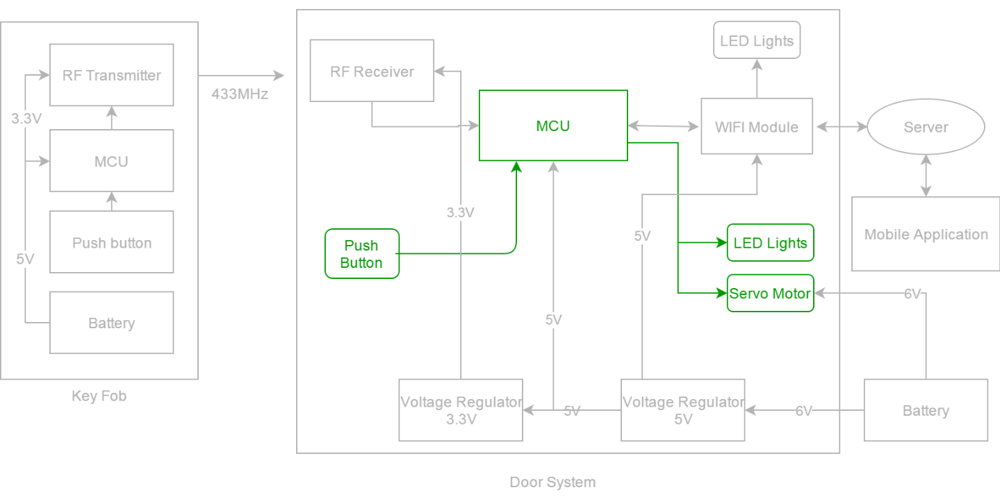 RF Transmitter
3.3V
MCU
Push button
5V
Battery
Key Fob
433MHz
RF Receiver
MCU
LED Lights
WIFI Module
Server
Mobile Application
3.3V
5V
Push
Button
LED Lights
Servo Motor
6V
5V
Voltage Regulator
3.3V
5V
Voltage Regulator
5V
6V
Battery
Door System